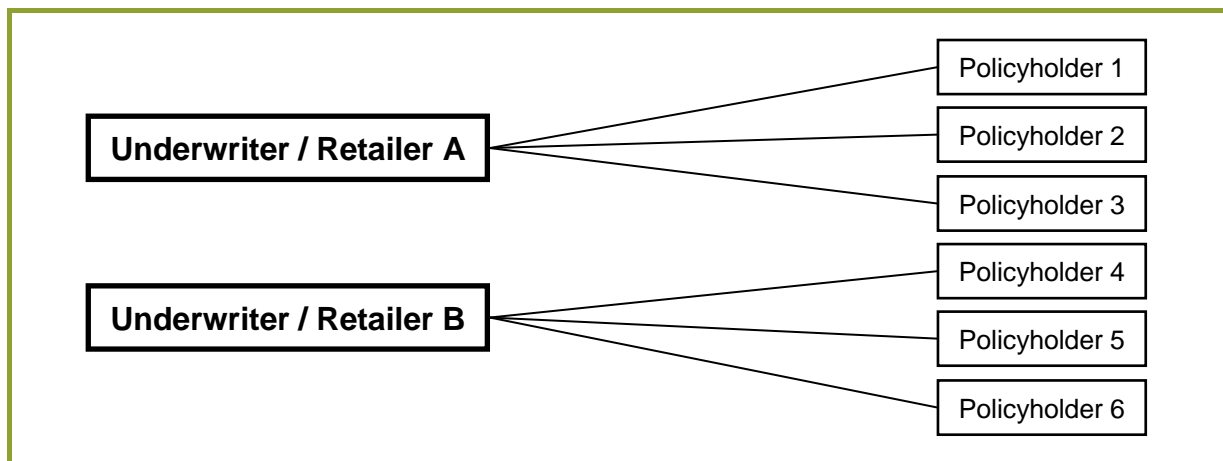 Underwriter / Retailer A
Policyholder 1
Policyholder 2
Policyholder 3
Underwriter / Retailer B
Policyholder 4
Policyholder 5
Policyholder 6